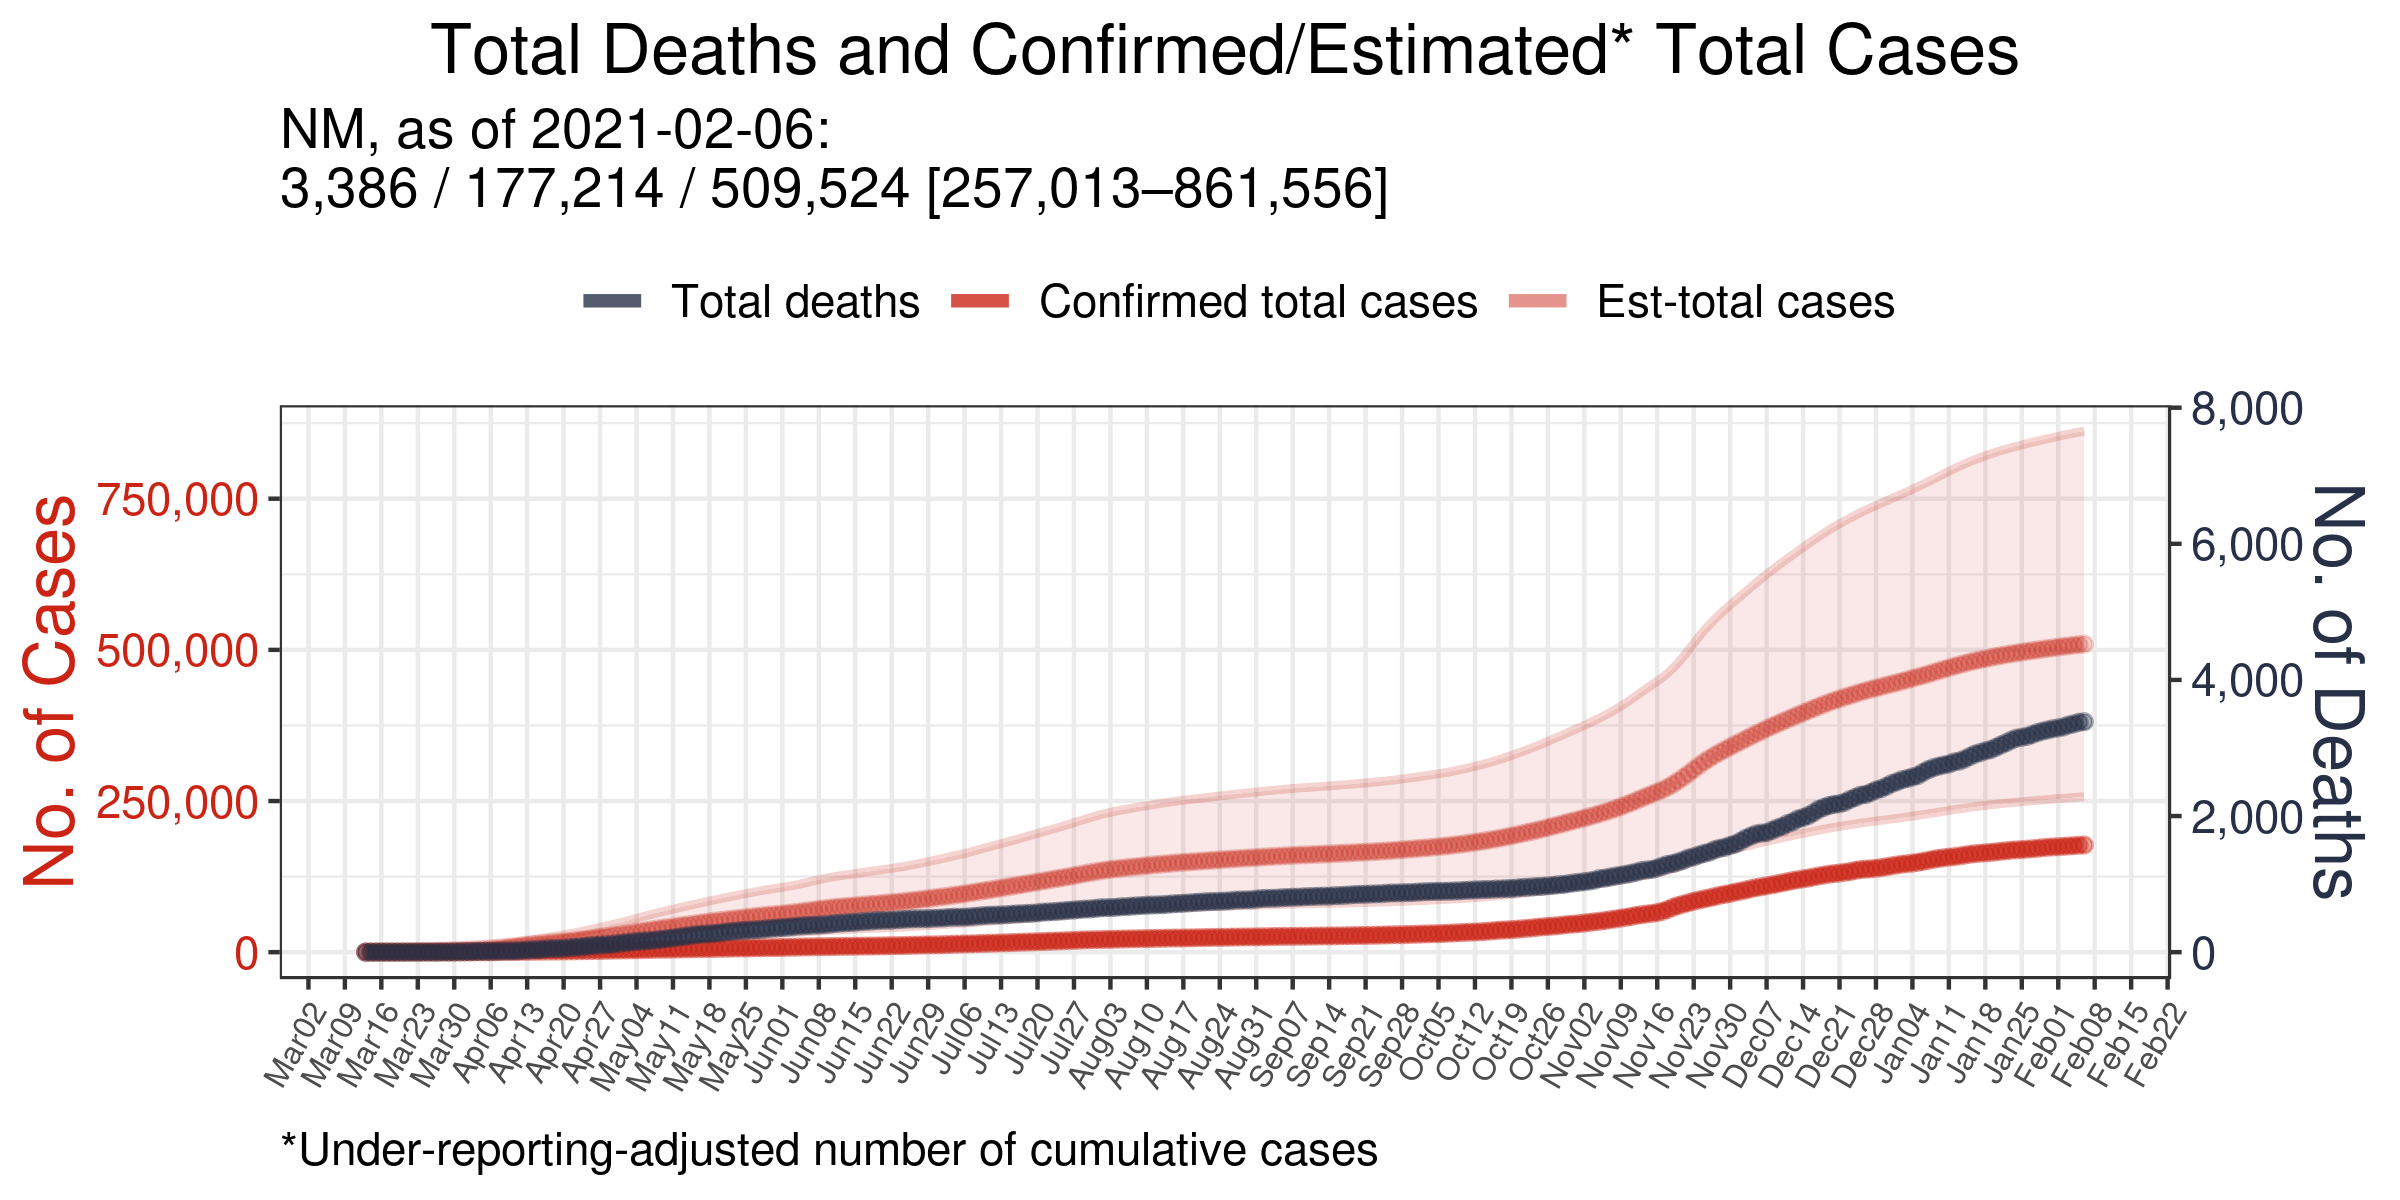 Total Deaths and Confirmed/Estimated* Total Cases
NM, as of 2021-02-06:
3,386 / 177,214 / 509,524 [257,013–861,556]
Total deaths
Confirmed total cases
Est-total cases
No. of Cases
750,000
500,000
250,000
0
8,000
6,000
4,000
2,000
0
No. of Deaths
Mar02
Mar09
Mar16
Mar23
Mar30
Apr06
Apr13
Apr20
Apr27
May04
May11
May18
May25
Jun01
Jun08
Jun15
Jun22
Jun29
Jul06
Jul13
Jul20
Jul27
Aug03
Aug10
Aug17
Aug24
Aug31
Sep07
Sep14
Sep21
Sep28
Oct05
Oct12
Oct19
Oct26
Nov02
Nov09
Nov16
Nov23
Nov30
Dec07
Dec14
Dec21
Dec28
Jan04
Jan11
Jan18
Jan25
Feb01
Feb08
Feb15
Feb22
*Under-reporting-adjusted number of cumulative cases